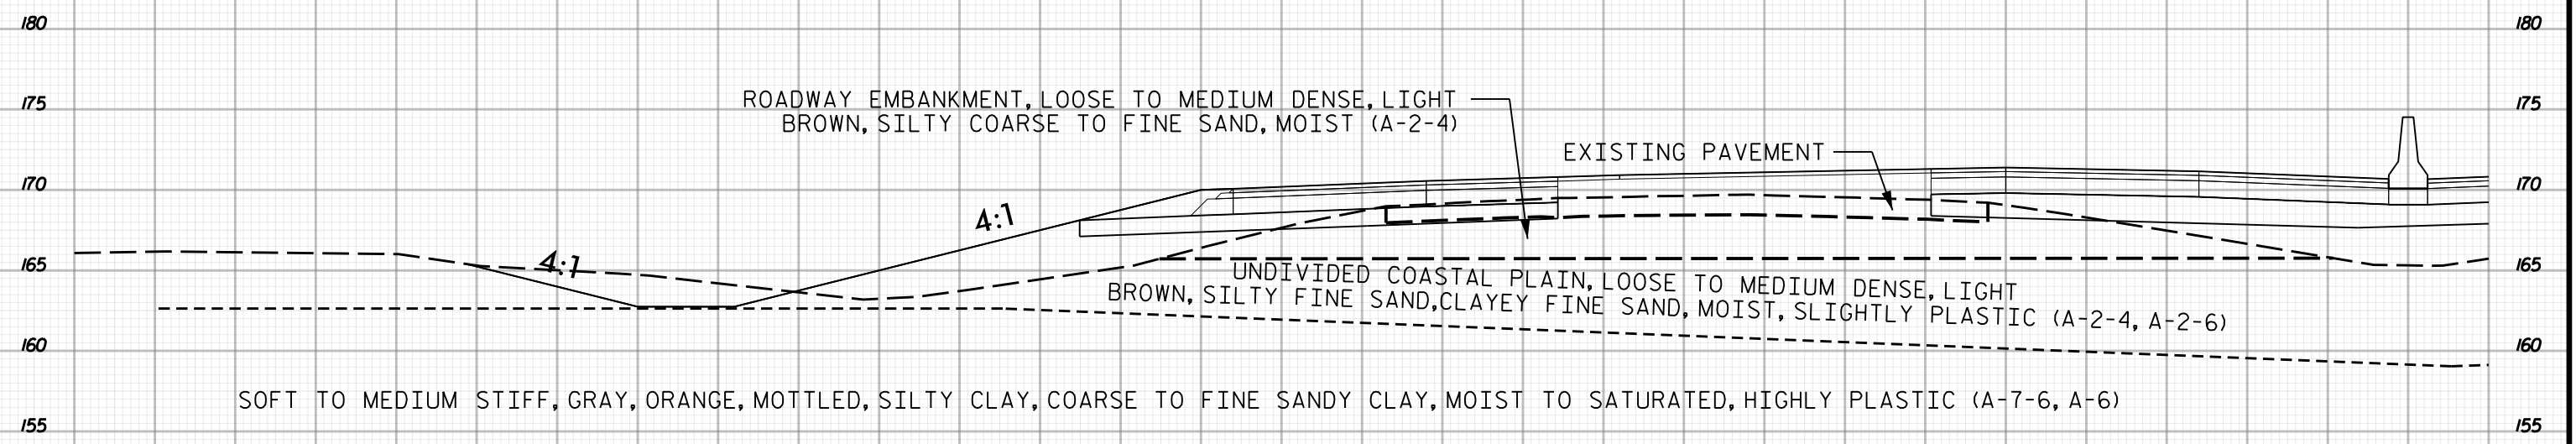 180 180
175 175
ROADWAY EMBANKMENT, LOOSE TO MEDIUM DENSE, LIGHT
BROWN, SILTY COARSE TO FINE SAND, MOIST (A-2-4)
EXISTING PAVEMENT
170 170
4:1
165 165
4:1
UNDIVIDED COASTAL PLAIN, LOOSE TO MEDIUM DENSE, LIGHT
BROWN, SILTY FINE SAND, CLAYEY FINE SAND, MOIST, SLIGHTLY PLASTIC (A-2-4, A-2-6)
160 160
SOFT TO MEDIUM STIFF, GRAY, ORANGE, MOTTLED, SILTY CLAY, COARSE TO FINE SANDY CLAY, MOIST TO SATURATED, HIGHLY PLASTIC (A-7-6, A-6)
155 155